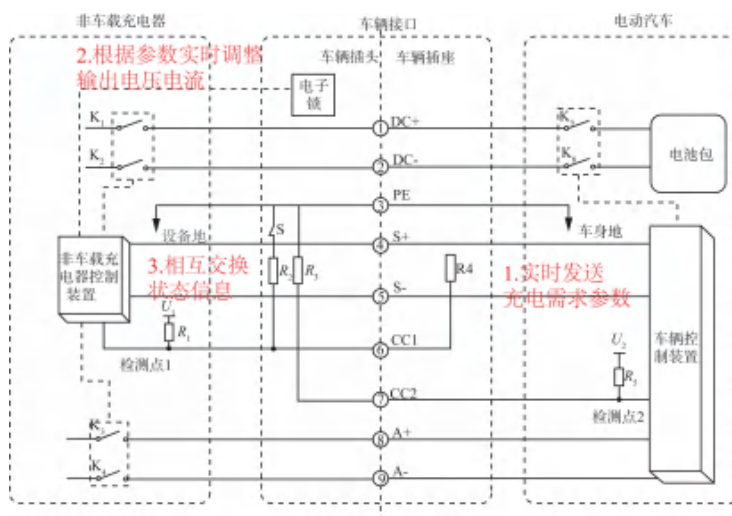 非车载充电器
车辆接口
电动汽车
2.根据参数实时调整
输出电压电流
车辆插头
车辆插座
电子
锁
K1
K2
① DC+
② DC-
K5
K6
电池包
③ PE
设备地
S
车身地
④ S+
非车载充
电器控制
装置
3.相互交换
状态信息
R2
R3
R4
1.实时发送
充电需求参数
⑤ S-
U1
R1
⑥ CC1
检测点1
U2
R5
车辆控
制装置
⑦ CC2
检测点2
K3
⑧ A+
K4
⑨ A-